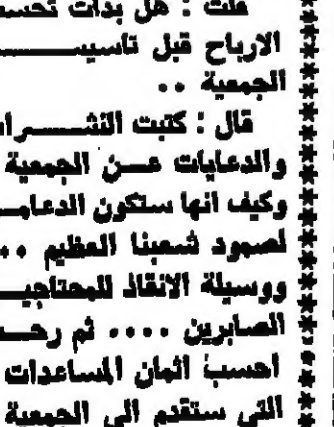 قلت : هل بدأت تحسب
الارباح قبل تاسيس
الجمعية ..
قال : كتبت النشرات
والدعايات عن الجمعية
وكيف انها ستكون الدعامة
لصمود شعبنا العظيم ..
ووسيلة الانقاذ للمحتاجين
الصابرين .... ثم رحت
احسب اثمان المساعدات
التي ستقدم الى الجمعية